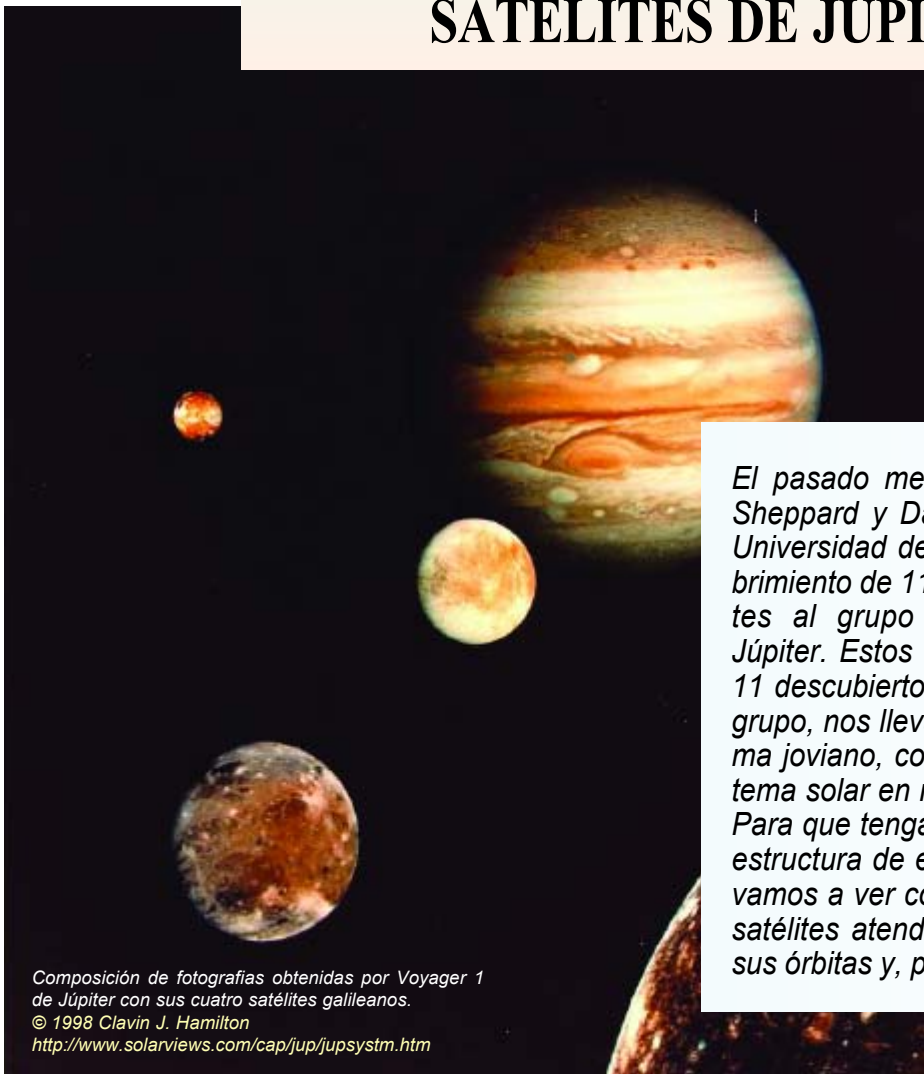 SATÉLITES DE JÚPI
El pasado me
Sheppard y Da
Universidad de
brimiento de 11
tes al grupo
Júpiter. Estos
11 descubierto
grupo, nos llev
ma joviano, co
tema solar en
Para que tenga
estructura de e
vamos a ver co
satélites atend
sus órbitas y, p
Composición de fotografias obtenidas por Voyager 1
de Júpiter con sus cuatro satélites galileanos.
© 1998 Clavin J. Hamilton
http://www.solarviews.com/cap/jup/jupsystm.htm